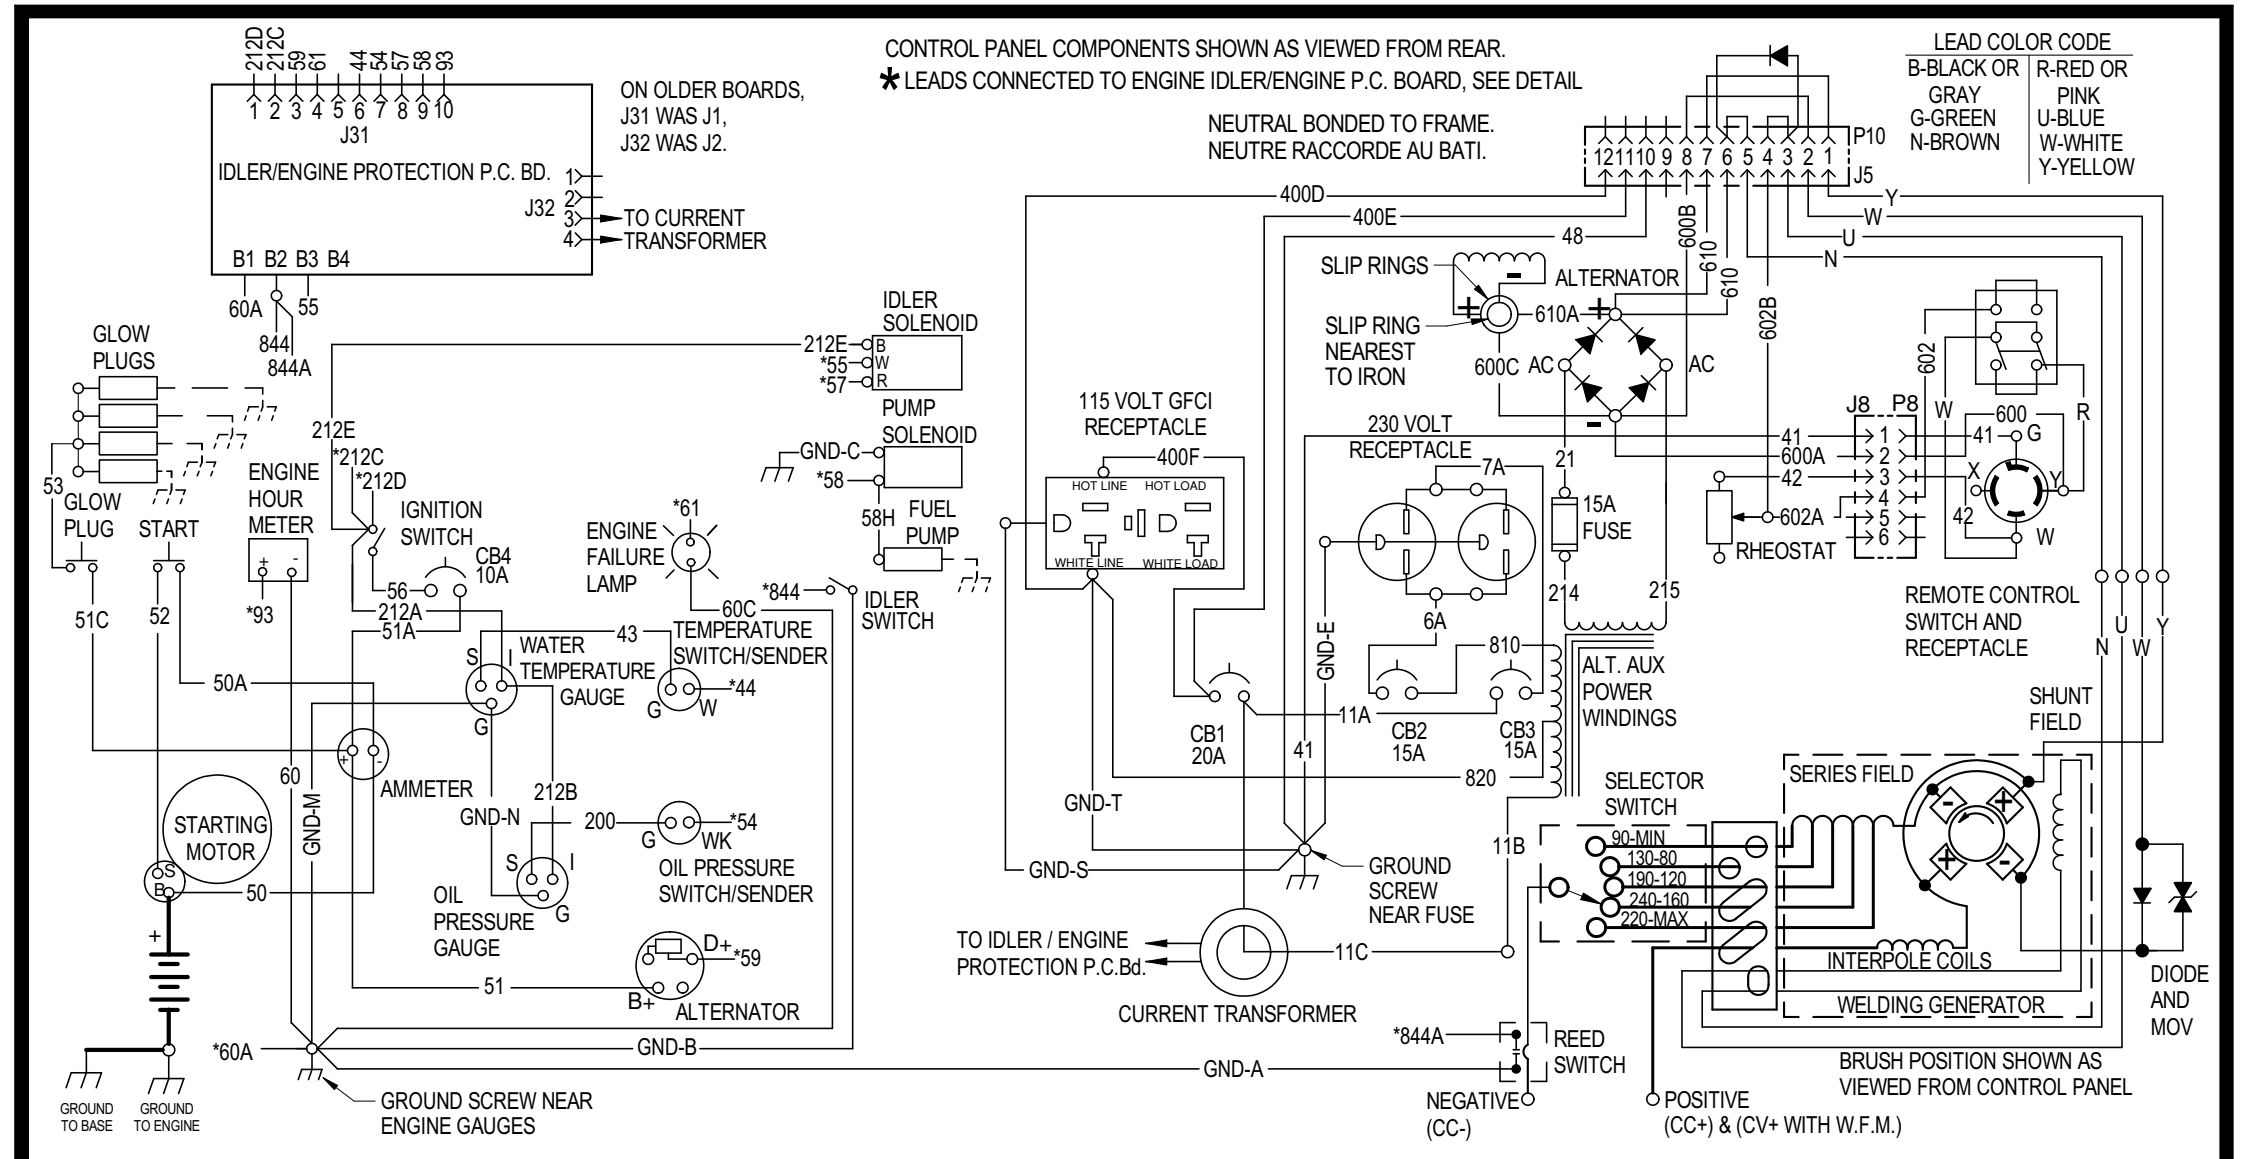 CONTROL PANEL COMPONENTS SHOWN AS VIEWED FROM REAR.
* LEADS CONNECTED TO ENGINE IDLER/ENGINE P.C. BOARD, SEE DETAIL
NEUTRAL BONDED TO FRAME.
NEUTRE RACCORDE AU BATI.
LEAD COLOR CODE
B-BLACK OR
GRAY
G-GREEN
N-BROWN
R-RED OR
PINK
U-BLUE
W-WHITE
Y-YELLOW
212D
212C
59
61
44
54
57
58
93
1 2 3 4 5 6 7 8 9 10
J31
IDLER/ENGINE PROTECTION P.C. BD.
J32
1
2
3
4
TO CURRENT
TRANSFORMER
B1 B2 B3 B4
60A
55
844
844A
ON OLDER BOARDS,
J31 WAS J1,
J32 WAS J2.
GLOW
PLUGS
53
GLOW
PLUG
START
51C
52
ENGINE
HOUR
METER
+ -
*93
212E
*212C
*212D
IGNITION
SWITCH
CB4
10A
56
212A
51A
IDLER
SOLENOID
212E
*55
*57
B
W
R
PUMP
SOLENOID
GND-C
*58
58H
FUEL
PUMP
ENGINE
FAILURE
LAMP
*61
*844
IDLER
SWITCH
60C
TEMPERATURE
SWITCH/SENDER
43
*44
G
W
WATER
TEMPERATURE
GAUGE
S I
G
50A
+ -
AMMETER
60
GND-M
GND-N
212B
200
*54
G
WK
OIL PRESSURE
SWITCH/SENDER
S I
G
OIL
PRESSURE
GAUGE
STARTING
MOTOR
S
B
50
+
51
D+
*59
B+
ALTERNATOR
*60A
GND-B
GND-A
GROUND
TO BASE
GROUND
TO ENGINE
GROUND SCREW NEAR
ENGINE GAUGES
P10
12 11 10 9 8 7 6 5 4 3 2 1
J5
400D
400E
48
600B
610
610
602B
Y
W
U
N
SLIP RINGS
SLIP RING
NEAREST
TO IRON
-
+
ALTERNATOR
610A
+
600C
AC
AC
-
115 VOLT GFCI
RECEPTACLE
400F
HOT LINE HOT LOAD
WHITE LINE WHITE LOAD
230 VOLT
RECEPTACLE
7A
6A
GND-E
21
15A
FUSE
214
215
810
CB1
20A
CB2
15A
CB3
15A
11A
ALT. AUX
POWER
WINDINGS
820
41
GND-T
GND-S
GROUND
SCREW
NEAR FUSE
11B
11C
TO IDLER / ENGINE
PROTECTION P.C.Bd.
CURRENT TRANSFORMER
J8 P8
41
600A
42
602A
1
2
3
4
5
6
RHEOSTAT
602
W
600
R
41
G
X
Y
42
W
REMOTE CONTROL
SWITCH AND
RECEPTACLE
N
U
W
Y
SHUNT
FIELD
SELECTOR
SWITCH
90-MIN
130-80
190-120
240-160
220-MAX
SERIES FIELD
-
+
+
-
INTERPOLE COILS
WELDING GENERATOR
DIODE
AND
MOV
*844A
REED
SWITCH
NEGATIVE
(CC-)
POSITIVE
(CC+) & (CV+ WITH W.F.M.)
BRUSH POSITION SHOWN AS
VIEWED FROM CONTROL PANEL